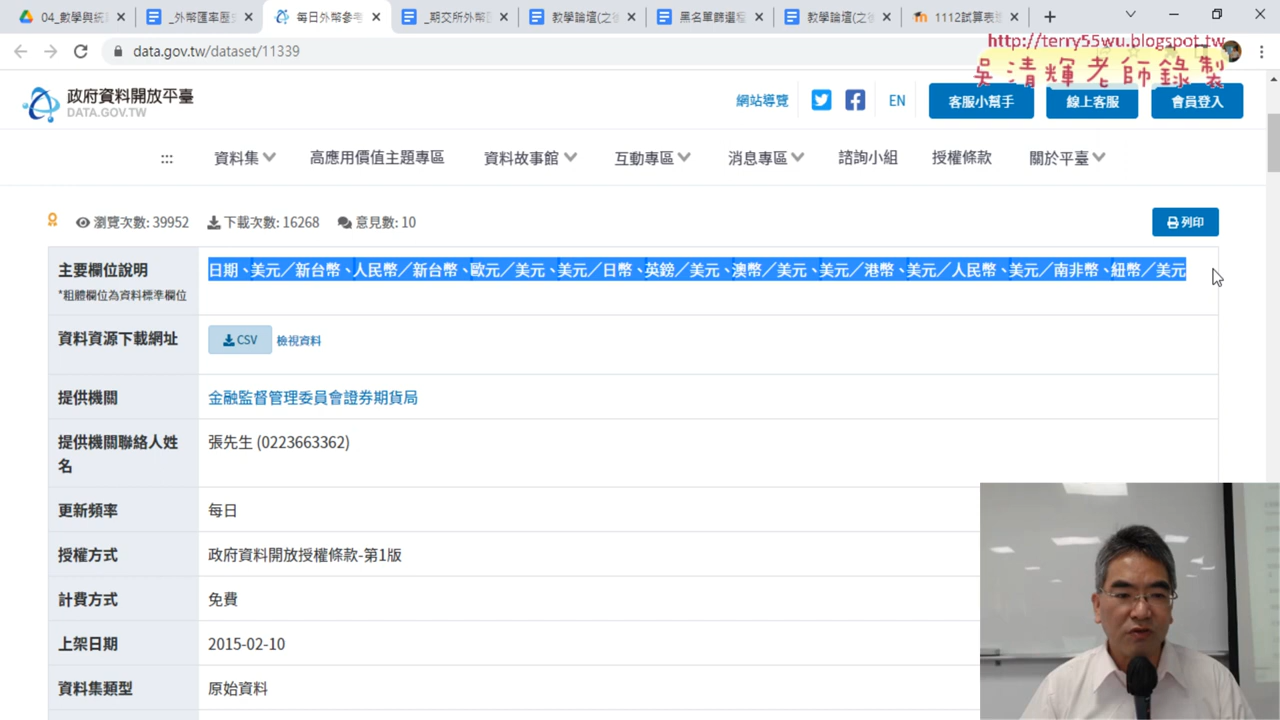 04_教學與統
_外幣匯率歷史
每日外幣參考
_期交所外幣匯
教學論壇(之後
黑名單篩選程
教學論壇(之後
1112試算表進
data.gov.tw/dataset/11339
http://terry55wu.blogspot.tw
吳清輝老師錄製
政府資料開放平臺
DATA.GOV.TW
網站導覽
EN
客服小幫手
線上客服
會員登入
:::
資料集
高應用價值主題專區
資料故事館
互動專區
消息專區
諮詢小組
授權條款
關於平臺
瀏覽次數: 39952
下載次數: 16268
意見數: 10
列印
主要欄位說明
*粗體欄位為資料標準欄位
日期、美元／新台幣、人民幣／新台幣、歐元／美元、美元／日幣、英鎊／美元、澳幣／美元、美元／港幣、美元／人民幣、美元／南非幣、紐幣／美元
資料資源下載網址
CSV
檢視資料
提供機關
金融監督管理委員會證券期貨局
提供機關聯絡人姓名
張先生 (0223663362)
更新頻率
每日
授權方式
政府資料開放授權條款-第1版
計費方式
免費
上架日期
2015-02-10
資料集類型
原始資料